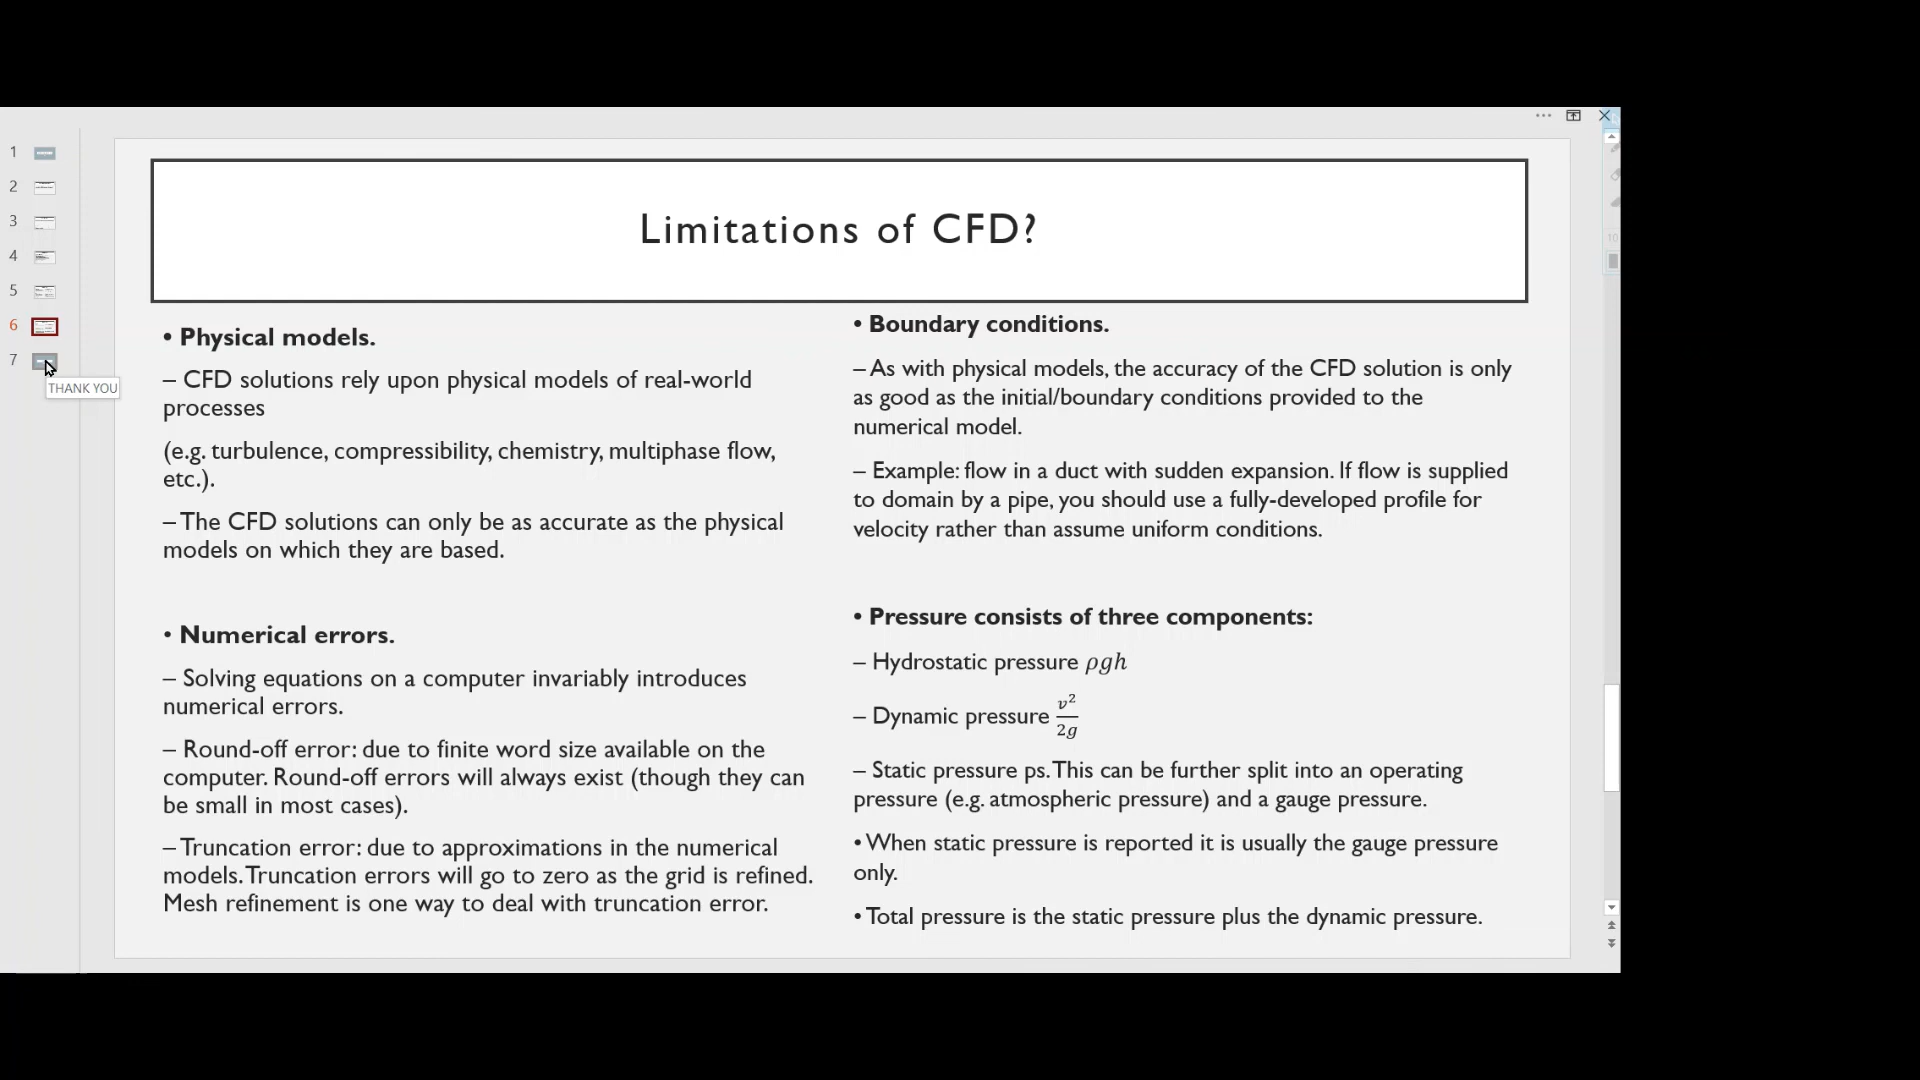 1
2
3
4
5
6
7
THANK YOU
Limitations of CFD?
• Physical models.
– CFD solutions rely upon physical models of real-world
processes
(e.g. turbulence, compressibility, chemistry, multiphase flow,
etc.).
– The CFD solutions can only be as accurate as the physical
models on which they are based.
• Numerical errors.
– Solving equations on a computer invariably introduces
numerical errors.
– Round-off error: due to finite word size available on the
computer. Round-off errors will always exist (though they can
be small in most cases).
– Truncation error: due to approximations in the numerical
models. Truncation errors will go to zero as the grid is refined.
Mesh refinement is one way to deal with truncation error.
• Boundary conditions.
– As with physical models, the accuracy of the CFD solution is only
as good as the initial/boundary conditions provided to the
numerical model.
– Example: flow in a duct with sudden expansion. If flow is supplied
to domain by a pipe, you should use a fully-developed profile for
velocity rather than assume uniform conditions.
• Pressure consists of three components:
– Hydrostatic pressure ρgh
– Dynamic pressure v²/2g
– Static pressure ps. This can be further split into an operating
pressure (e.g. atmospheric pressure) and a gauge pressure.
• When static pressure is reported it is usually the gauge pressure
only.
• Total pressure is the static pressure plus the dynamic pressure.
10